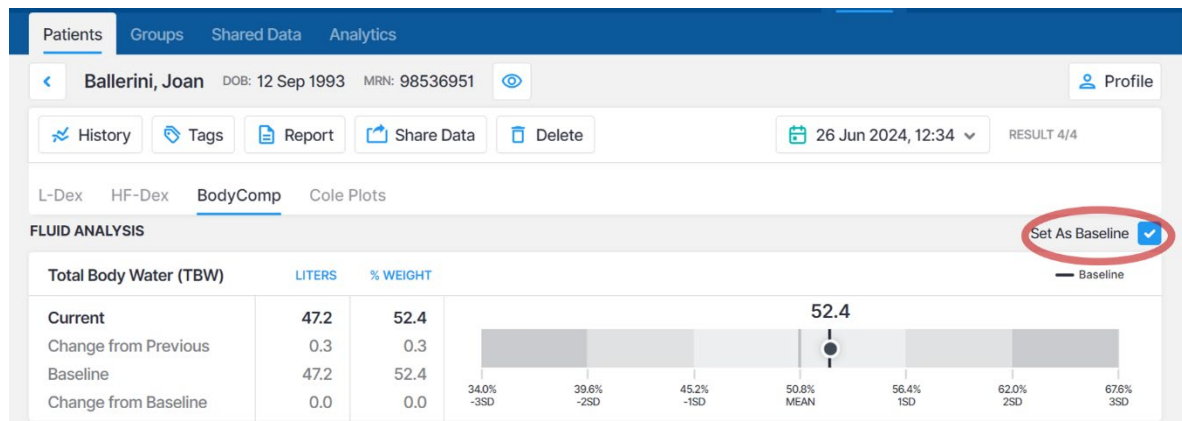 Patients Groups Shared Data Analytics
Ballerini, Joan DOB: 12 Sep 1993 MRN: 98536951 Profile
History Tags Report Share Data Delete 26 Jun 2024, 12:34 RESULT 4/4
L-Dex HF-Dex BodyComp Cole Plots
FLUID ANALYSIS Set As Baseline
Total Body Water (TBW) LITERS % WEIGHT Baseline
Current 47.2 52.4 52.4
Change from Previous 0.3 0.3
Baseline 47.2 52.4
Change from Baseline 0.0 0.0
34.0% 39.6% 45.2% 50.8% 56.4% 62.0% 67.6%
-3SD -2SD -1SD MEAN 1SD 2SD 3SD